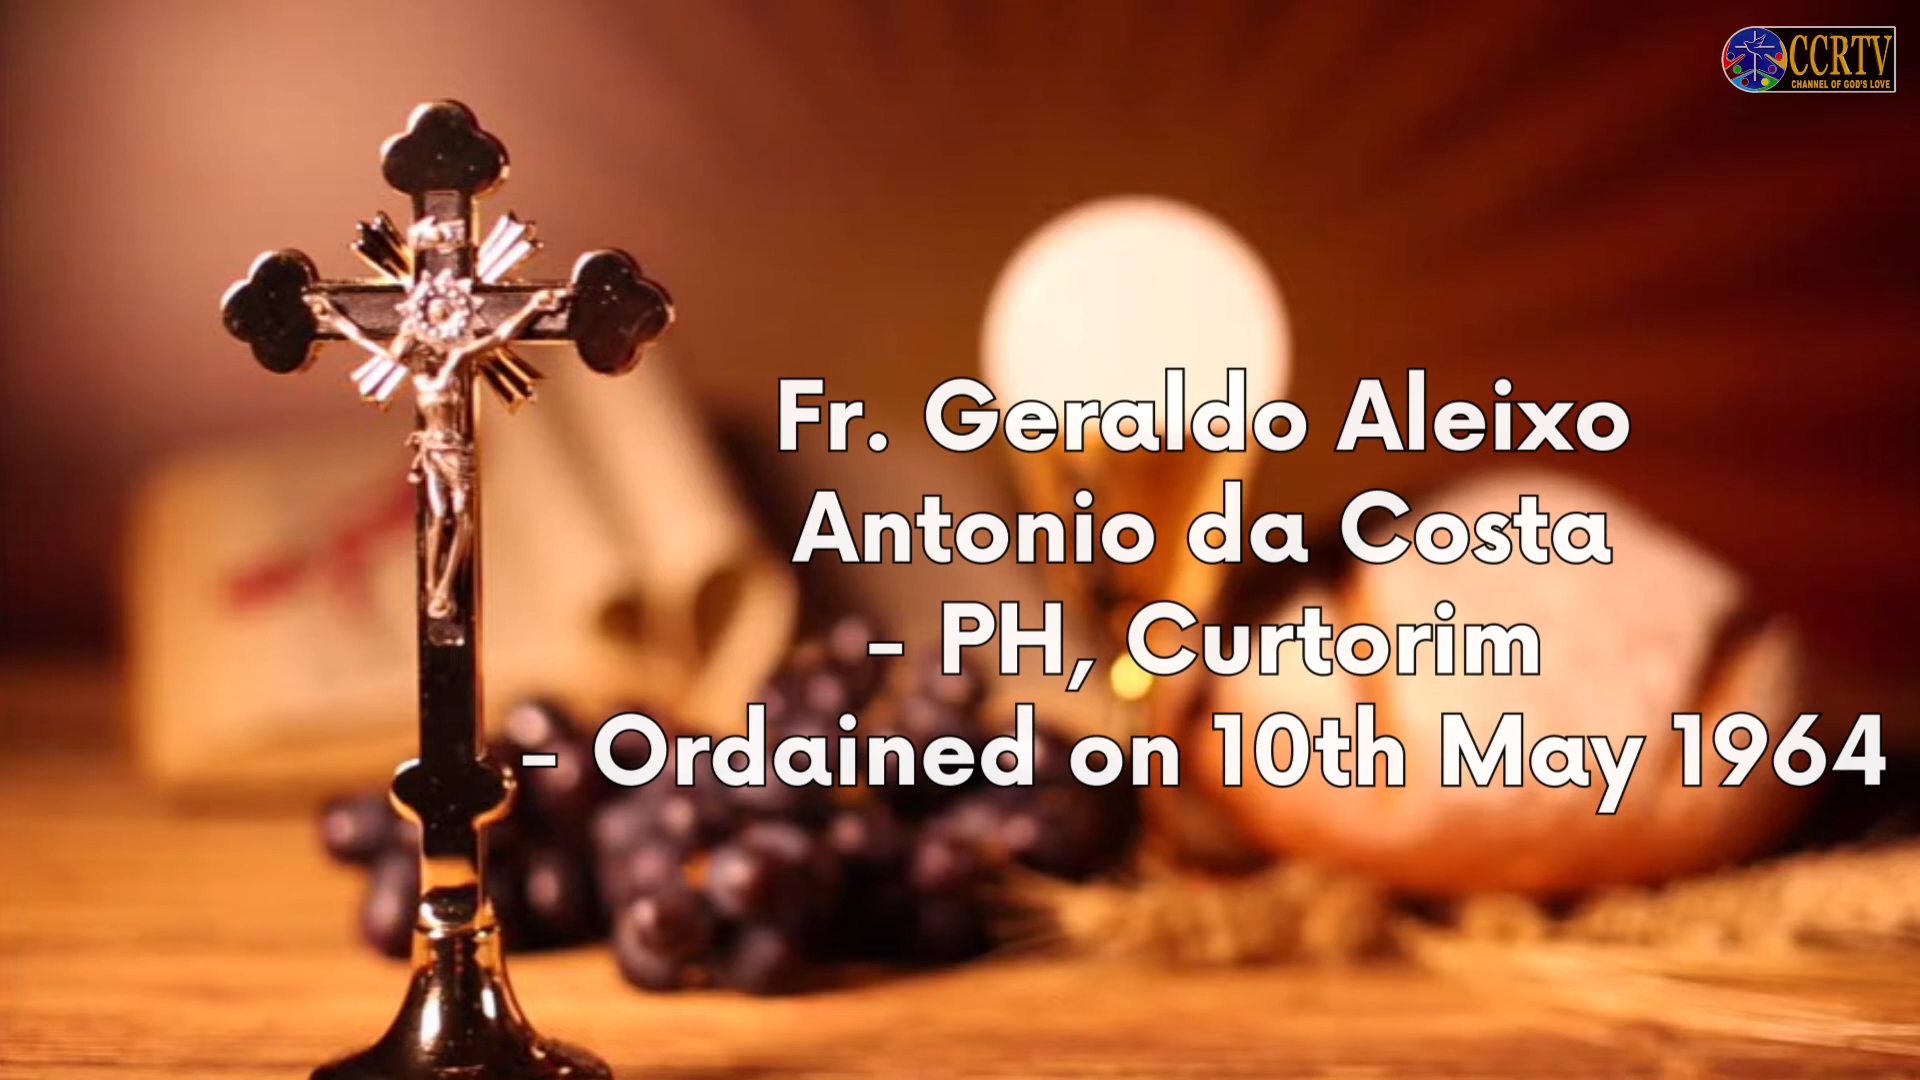 CCRTV
CHANNEL OF GOD'S LOVE
Fr. Geraldo Aleixo
Antonio da Costa
- PH, Curtorim
- Ordained on 10th May 1964